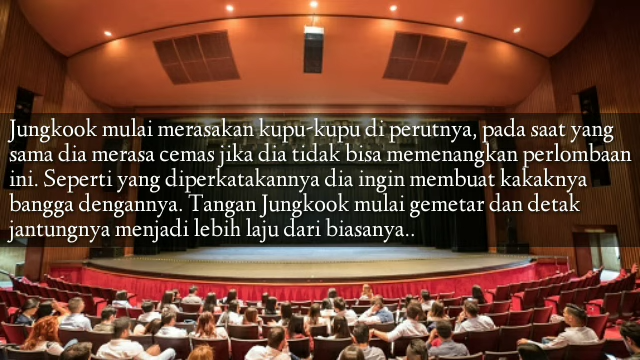 Jungkook mulai merasakan kupu-kupu di perutnya, pada saat yang
sama dia merasa cemas jika dia tidak bisa memenangkan perlombaan
ini. Seperti yang diperkatakannya dia ingin membuat kakaknya
bangga dengannya. Tangan Jungkook mulai gemetar dan detak
jantungnya menjadi lebih laju dari biasanya..